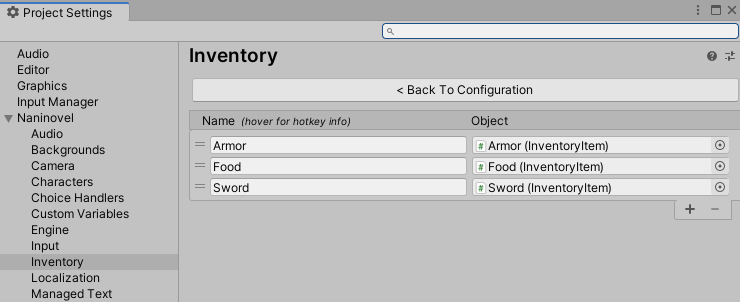 Project Settings
Audio
Editor
Graphics
Input Manager
Naninovel
Audio
Backgrounds
Camera
Characters
Choice Handlers
Custom Variables
Engine
Input
Inventory
Localization
Managed Text
Inventory
< Back To Configuration
Name (hover for hotkey info) Object
Armor # Armor (InventoryItem)
Food # Food (InventoryItem)
Sword # Sword (InventoryItem)
+ −